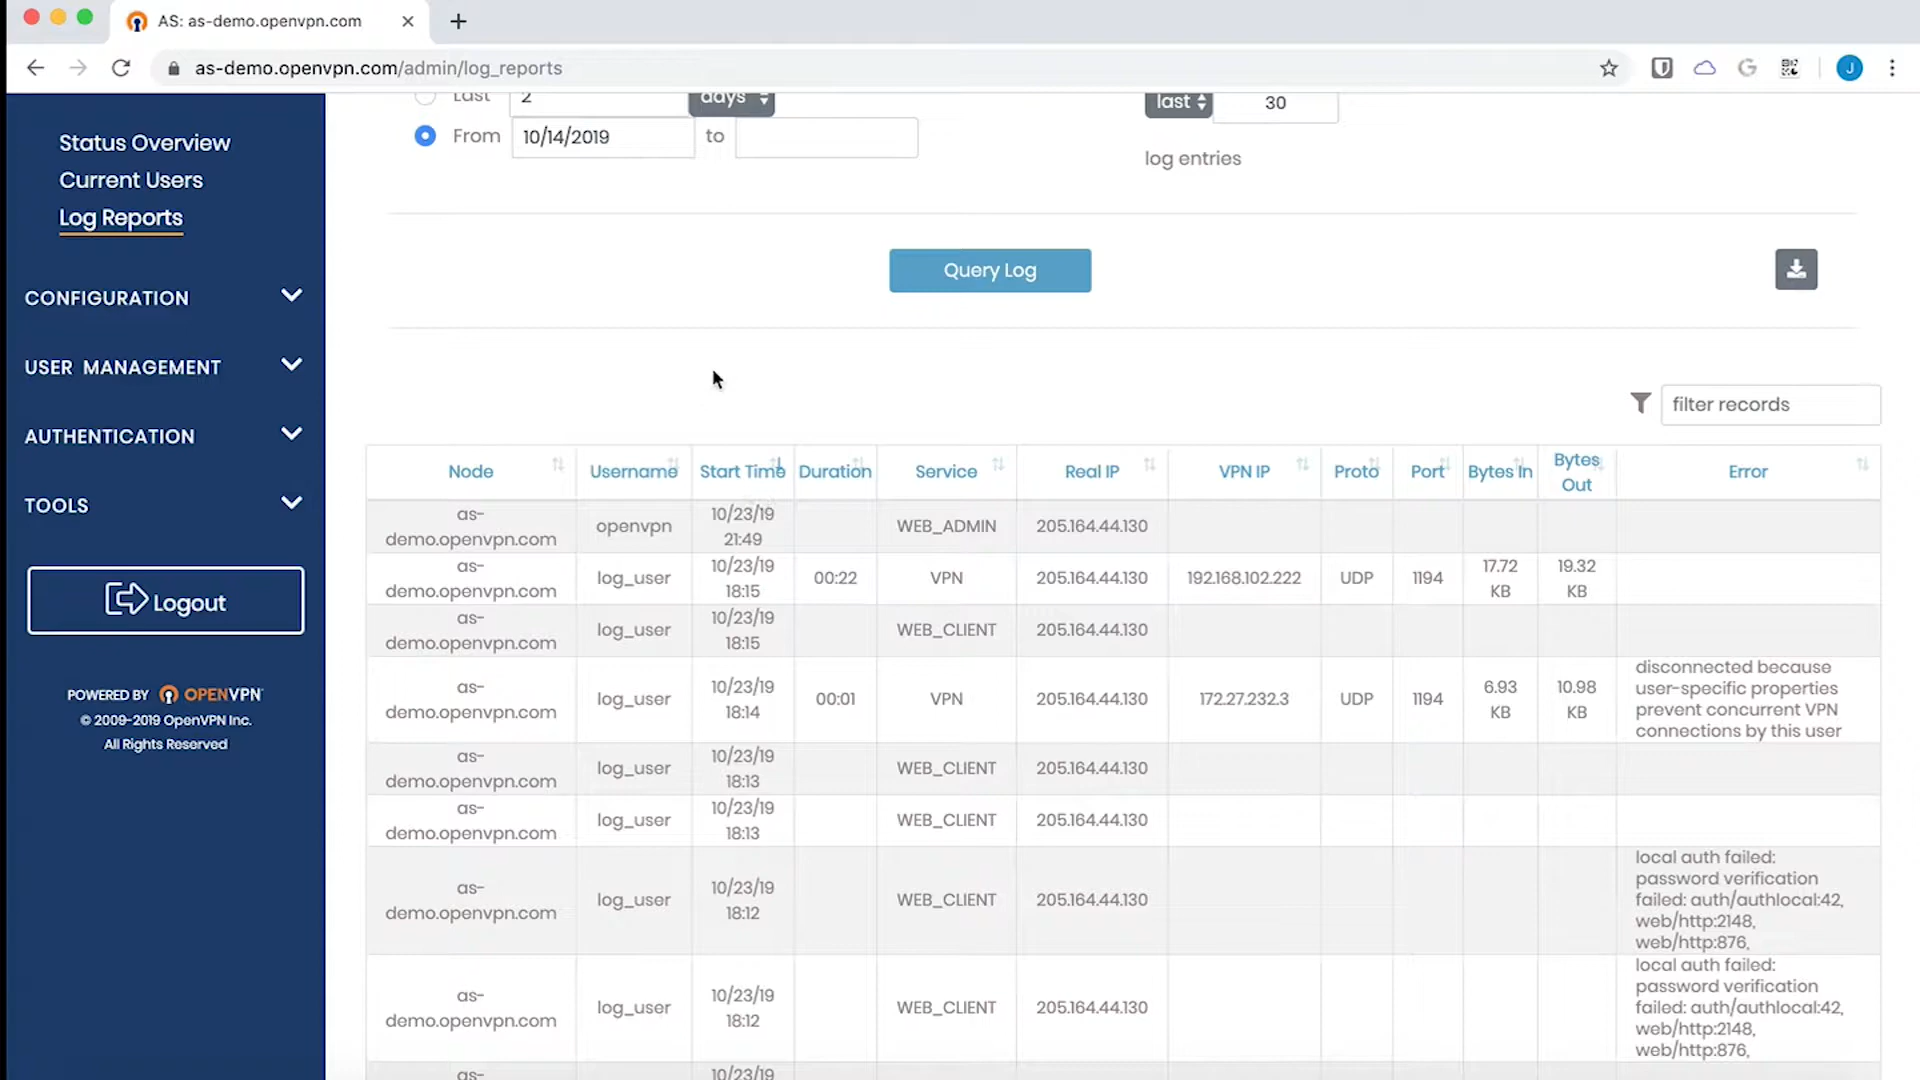 AS: as-demo.openvpn.com
as-demo.openvpn.com/admin/log_reports
J
Last 2 days
last 30
From 10/14/2019 to
log entries
Status Overview
Current Users
Log Reports
CONFIGURATION
USER MANAGEMENT
AUTHENTICATION
TOOLS
Logout
POWERED BY OPENVPN
© 2009-2019 OpenVPN Inc.
All Rights Reserved
Query Log
filter records
Node Username Start Time Duration Service Real IP VPN IP Proto Port Bytes In Bytes Out Error
as-demo.openvpn.com openvpn 10/23/19 21:49 WEB_ADMIN 205.164.44.130
as-demo.openvpn.com log_user 10/23/19 18:15 00:22 VPN 205.164.44.130 192.168.102.222 UDP 1194 17.72 KB 19.32 KB
as-demo.openvpn.com log_user 10/23/19 18:15 WEB_CLIENT 205.164.44.130
as-demo.openvpn.com log_user 10/23/19 18:14 00:01 VPN 205.164.44.130 172.27.232.3 UDP 1194 6.93 KB 10.98 KB disconnected because user-specific properties prevent concurrent VPN connections by this user
as-demo.openvpn.com log_user 10/23/19 18:13 WEB_CLIENT 205.164.44.130
as-demo.openvpn.com log_user 10/23/19 18:13 WEB_CLIENT 205.164.44.130
as-demo.openvpn.com log_user 10/23/19 18:12 WEB_CLIENT 205.164.44.130 local auth failed: password verification failed: auth/authlocal:42, web/http:2148, web/http:876,
as-demo.openvpn.com log_user 10/23/19 18:12 WEB_CLIENT 205.164.44.130 local auth failed: password verification failed: auth/authlocal:42, web/http:2148, web/http:876,
as- 10/23/19